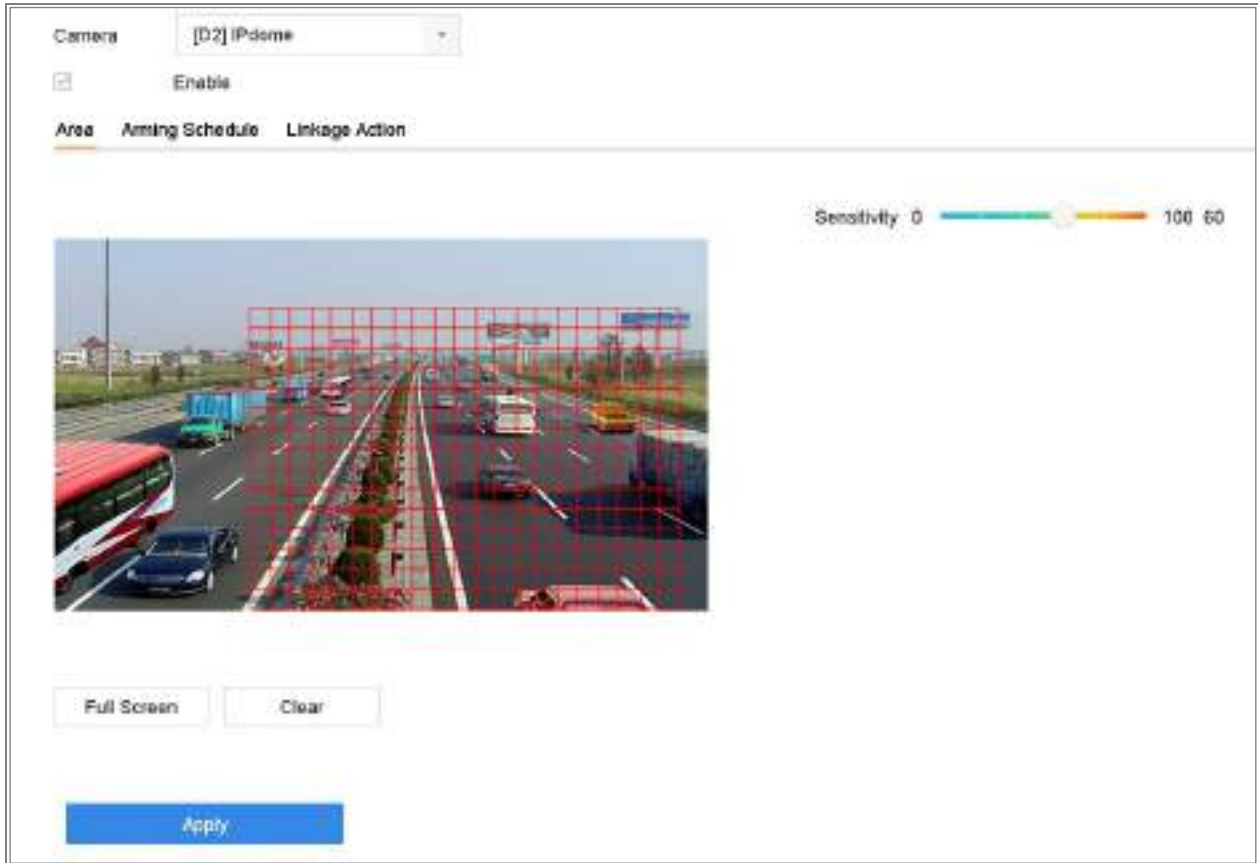 Camera [D2] IPdome
Enable
Area Arming Schedule Linkage Action
Sensitivity 0 100 60
Full Screen Clear
Apply